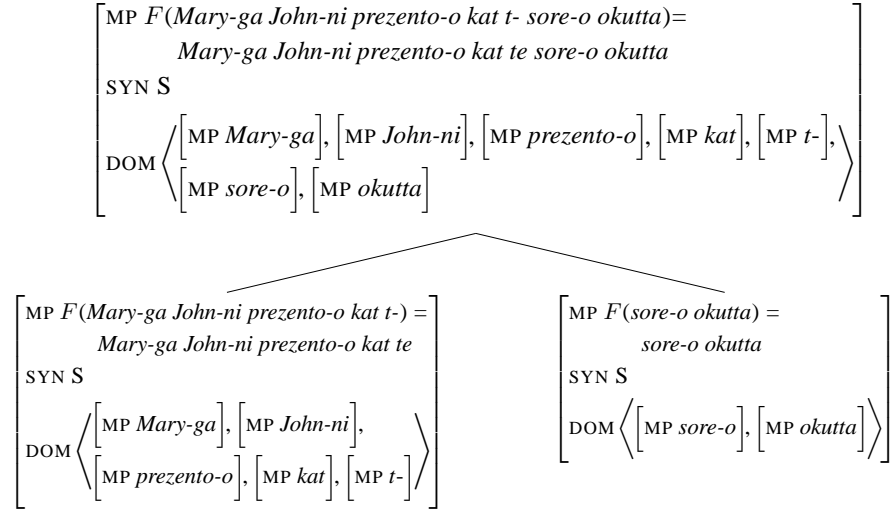 MP F(Mary-ga John-ni prezento-o kat t- sore-o okutta)=
Mary-ga John-ni prezento-o kat te sore-o okutta
SYN S
DOM ⟨[MP Mary-ga], [MP John-ni], [MP prezento-o], [MP kat], [MP t-],
[MP sore-o], [MP okutta]⟩
MP F(Mary-ga John-ni prezento-o kat t-) =
Mary-ga John-ni prezento-o kat te
SYN S
DOM ⟨[MP Mary-ga], [MP John-ni],
[MP prezento-o], [MP kat], [MP t-]⟩
MP F(sore-o okutta) =
sore-o okutta
SYN S
DOM ⟨[MP sore-o], [MP okutta]⟩